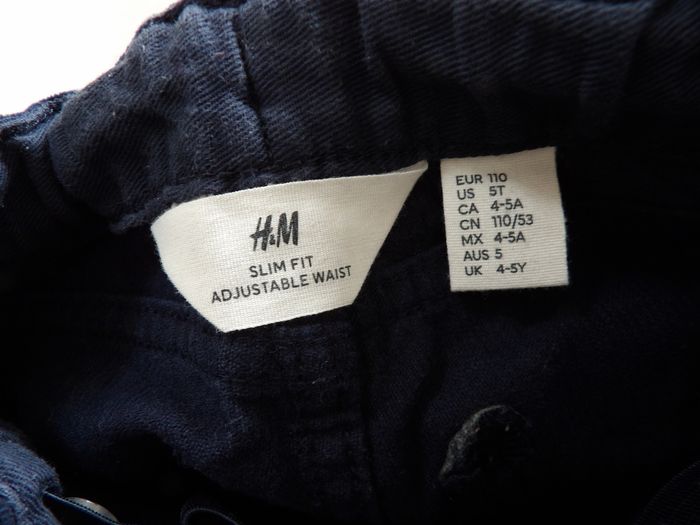 H&M
SLIM FIT
ADJUSTABLE WAIST
EUR 110
US 5T
CA 4-5A
CN 110/53
MX 4-5A
AUS 5
UK 4-5Y